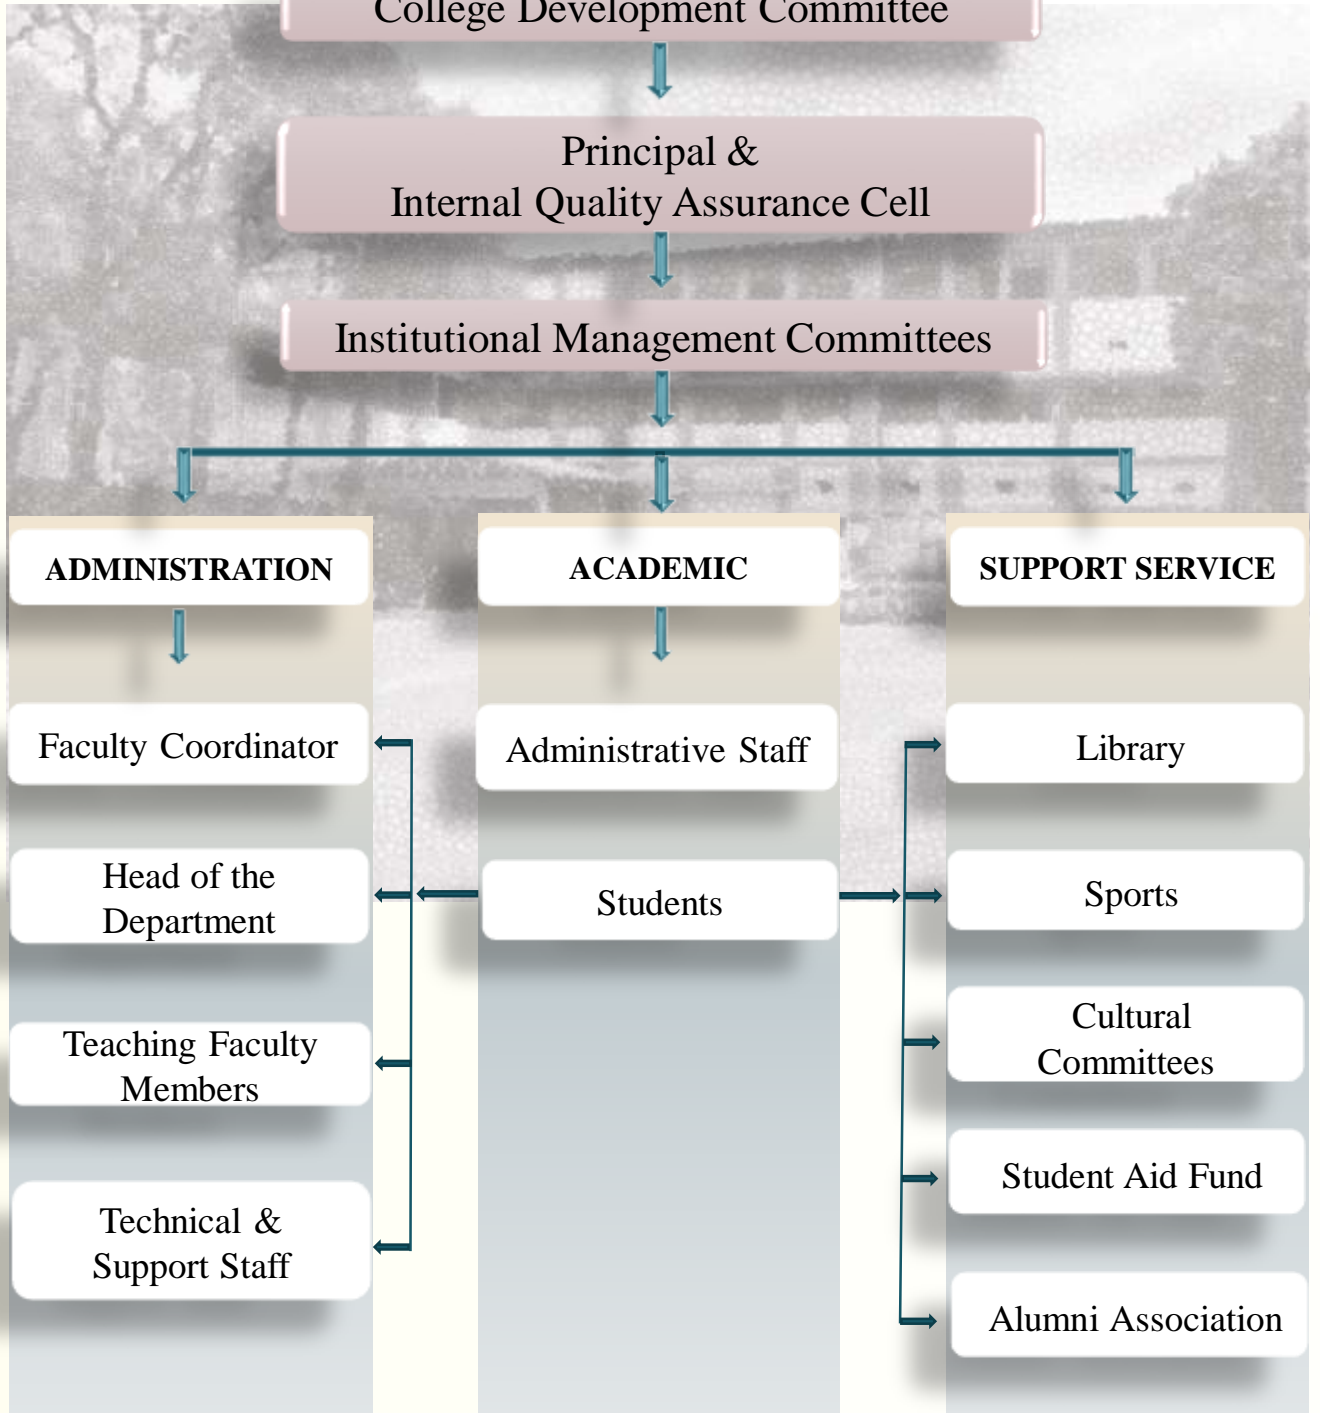 College Development Committee
Principal &
Internal Quality Assurance Cell
Institutional Management Committees
ADMINISTRATION
ACADEMIC
SUPPORT SERVICE
Faculty Coordinator
Administrative Staff
Library
Head of the
Department
Students
Sports
Teaching Faculty
Members
Cultural
Committees
Technical &
Support Staff
Student Aid Fund
Alumni Association